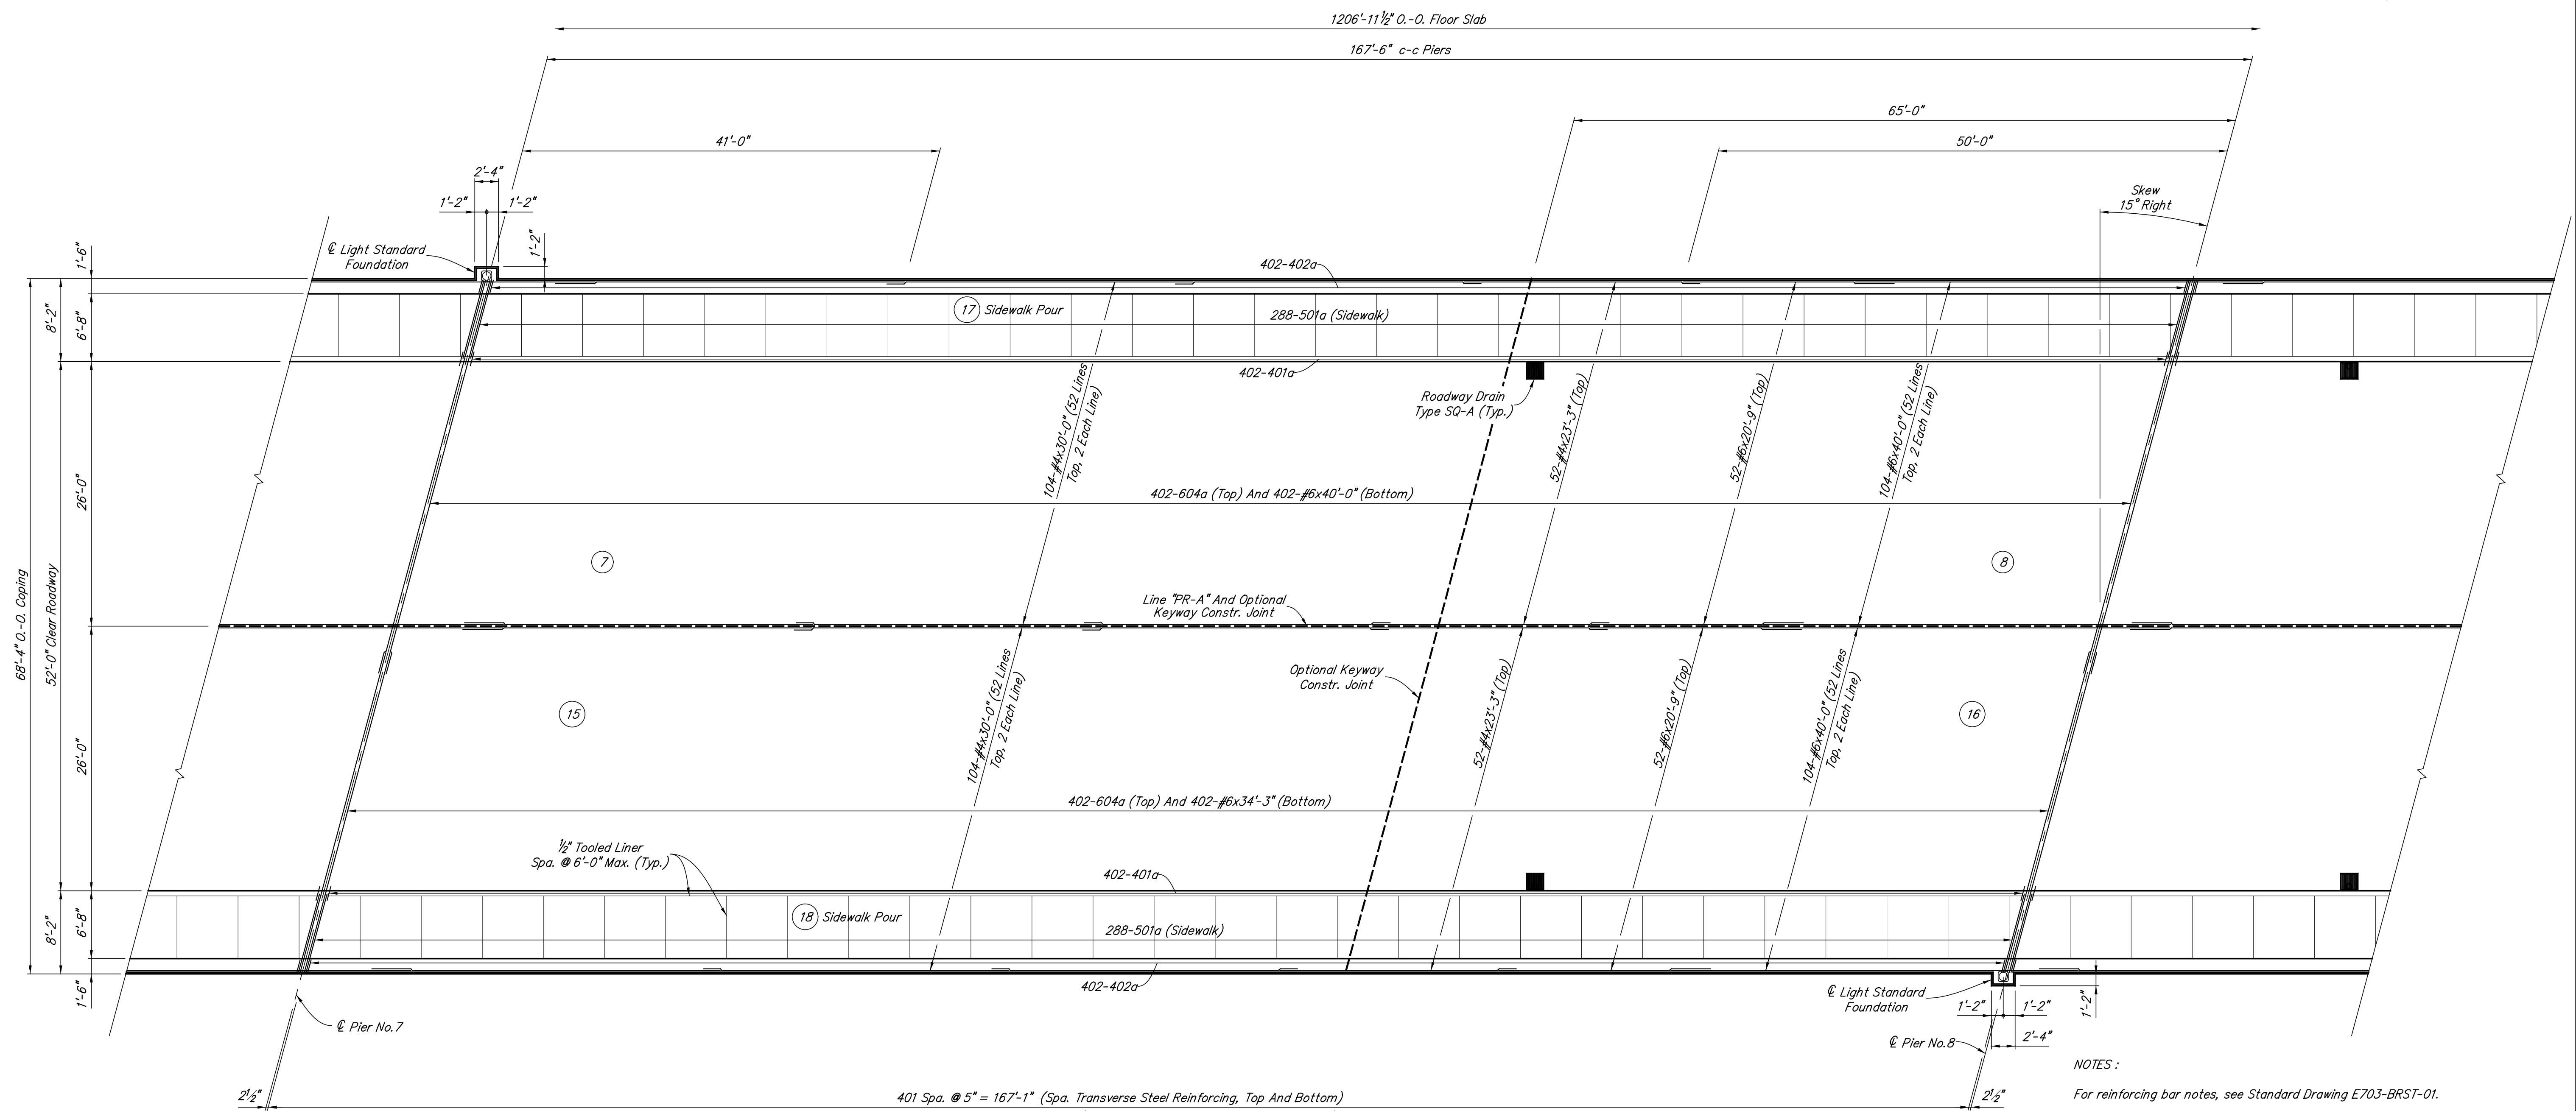 1206'-11½" O.-O. Floor Slab
167'-6" c-c Piers
65'-0"
41'-0"
50'-0"
2'-4"
1'-2"
1'-2"
1'-2"
Skew
15° Right
℄ Light Standard
Foundation
1'-6"
8'-2"
6'-8"
402-402a
17 Sidewalk Pour
288-501a (Sidewalk)
402-401a
Roadway Drain
Type SQ-A (Typ.)
104-#4x30'-0" (52 Lines
Top, 2 Each Line)
52-#4x23'-3" (Top)
52-#6x20'-9" (Top)
104-#6x40'-0" (52 Lines
Top, 2 Each Line)
26'-0"
402-604a (Top) And 402-#6x40'-0" (Bottom)
7
8
68'-4" O.-O. Coping
52'-0" Clear Roadway
Line "PR-A" And Optional
Keyway Constr. Joint
Optional Keyway
Constr. Joint
15
16
104-#4x30'-0" (52 Lines
Top, 2 Each Line)
52-#4x23'-3" (Top)
52-#6x20'-9" (Top)
104-#6x40'-0" (52 Lines
Top, 2 Each Line)
26'-0"
402-604a (Top) And 402-#6x34'-3" (Bottom)
½" Tooled Liner
Spa. @ 6'-0" Max. (Typ.)
402-401a
18 Sidewalk Pour
288-501a (Sidewalk)
8'-2"
6'-8"
1'-6"
402-402a
℄ Light Standard
Foundation
1'-2"
1'-2"
1'-2"
2'-4"
℄ Pier No.7
℄ Pier No.8
NOTES :
For reinforcing bar notes, see Standard Drawing E703-BRST-01.
2½"
401 Spa. @ 5" = 167'-1" (Spa. Transverse Steel Reinforcing, Top And Bottom)
2½"